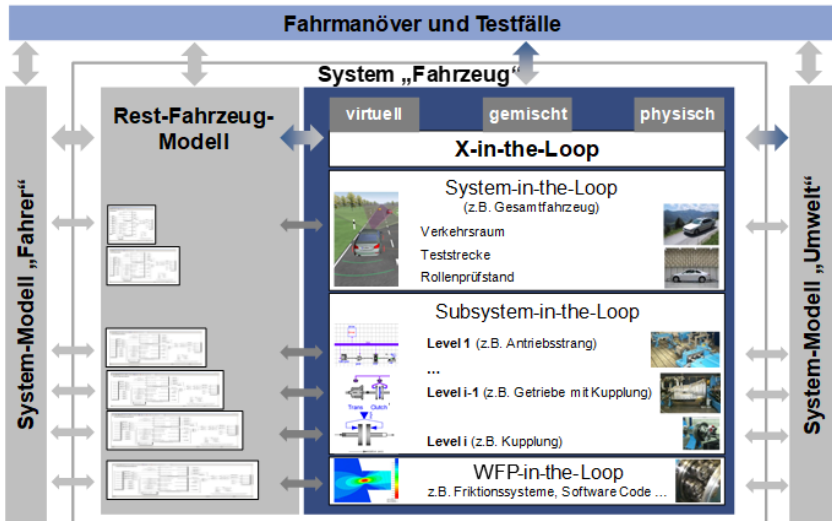 Fahrmanöver und Testfälle
System „Fahrzeug“
System-Modell „Fahrer“
Rest-Fahrzeug-
Modell
virtuell
gemischt
physisch
X-in-the-Loop
System-in-the-Loop
(z.B. Gesamtfahrzeug)
Verkehrsraum
Teststrecke
Rollenprüfstand
Subsystem-in-the-Loop
Level 1 (z.B. Antriebsstrang)
...
Level i-1 (z.B. Getriebe mit Kupplung)
Trans Clutch
Level i (z.B. Kupplung)
WFP-in-the-Loop
z.B. Friktionssysteme, Software Code ...
System-Modell „Umwelt“